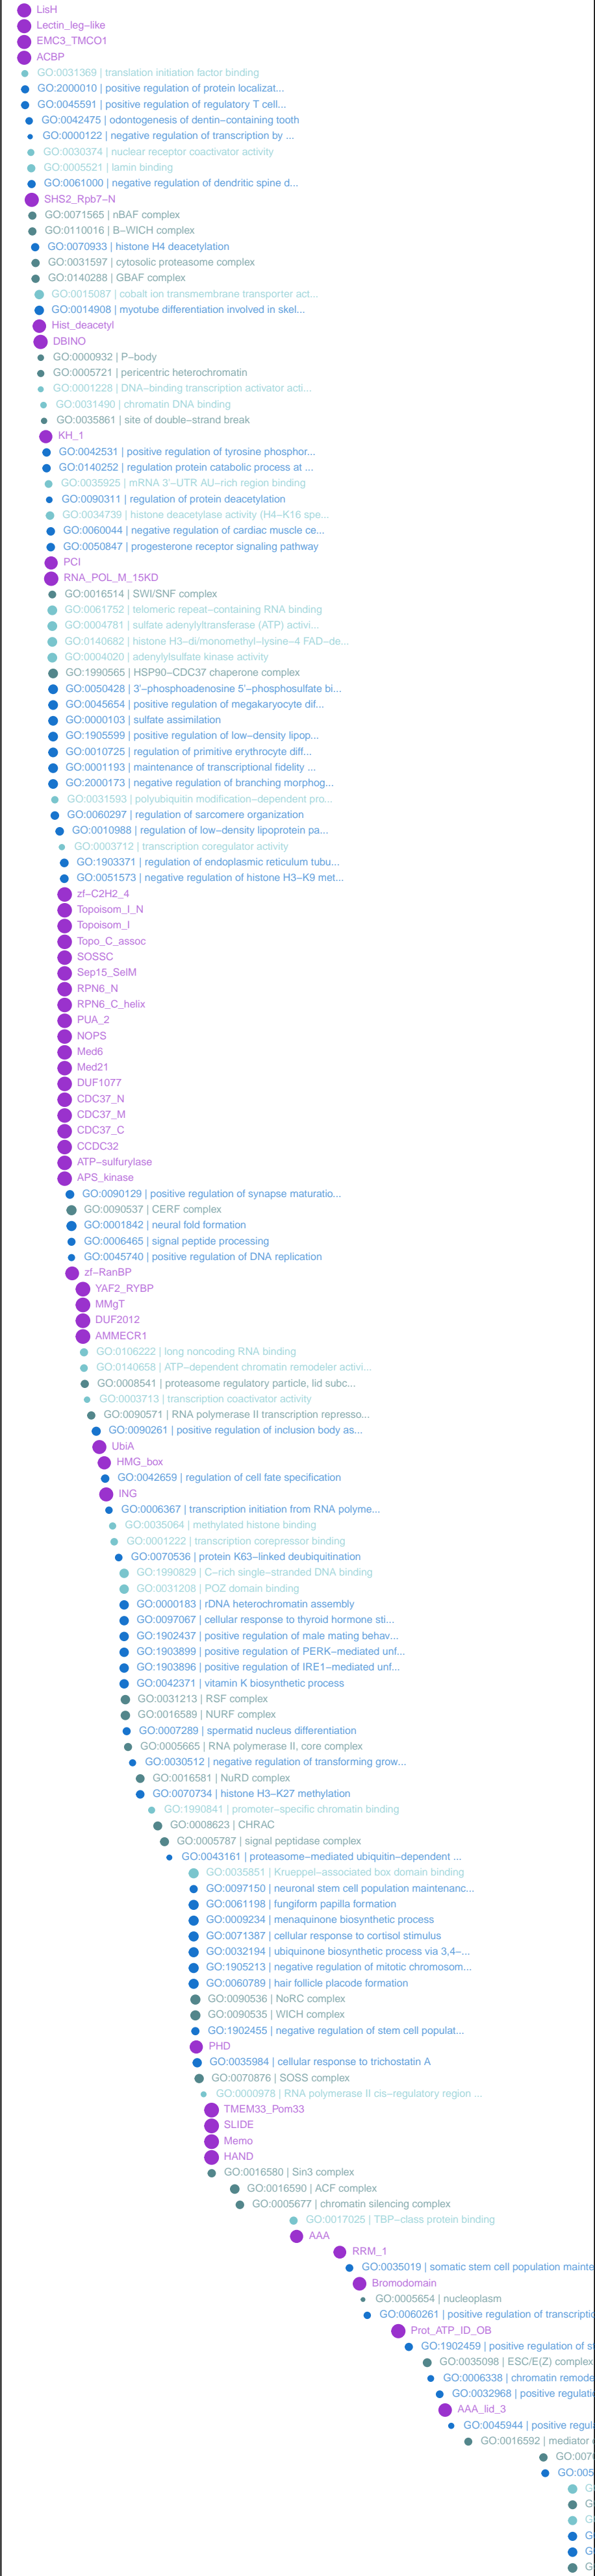 LisH
Lectin_leg−like
EMC3_TMCO1
ACBP
GO:0031369 | translation initiation factor binding
GO:2000010 | positive regulation of protein localizat...
GO:0045591 | positive regulation of regulatory T cell...
GO:0042475 | odontogenesis of dentin−containing tooth
GO:0000122 | negative regulation of transcription by ...
GO:0030374 | nuclear receptor coactivator activity
GO:0005521 | lamin binding
GO:0061000 | negative regulation of dendritic spine d...
SHS2_Rpb7−N
GO:0071565 | nBAF complex
GO:0110016 | B−WICH complex
GO:0070933 | histone H4 deacetylation
GO:0031597 | cytosolic proteasome complex
GO:0140288 | GBAF complex
GO:0015087 | cobalt ion transmembrane transporter act...
GO:0014908 | myotube differentiation involved in skel...
Hist_deacetyl
DBINO
GO:0000932 | P−body
GO:0005721 | pericentric heterochromatin
GO:0001228 | DNA−binding transcription activator acti...
GO:0031490 | chromatin DNA binding
GO:0035861 | site of double−strand break
KH_1
GO:0042531 | positive regulation of tyrosine phosphor...
GO:0140252 | regulation protein catabolic process at ...
GO:0035925 | mRNA 3'−UTR AU−rich region binding
GO:0090311 | regulation of protein deacetylation
GO:0034739 | histone deacetylase activity (H4−K16 spe...
GO:0060044 | negative regulation of cardiac muscle ce...
GO:0050847 | progesterone receptor signaling pathway
PCI
RNA_POL_M_15KD
GO:0016514 | SWI/SNF complex
GO:0061752 | telomeric repeat−containing RNA binding
GO:0004781 | sulfate adenylyltransferase (ATP) activi...
GO:0140682 | histone H3−di/monomethyl−lysine−4 FAD−de...
GO:0004020 | adenylylsulfate kinase activity
GO:1990565 | HSP90−CDC37 chaperone complex
GO:0050428 | 3'−phosphoadenosine 5'−phosphosulfate bi...
GO:0045654 | positive regulation of megakaryocyte dif...
GO:0000103 | sulfate assimilation
GO:1905599 | positive regulation of low−density lipop...
GO:0010725 | regulation of primitive erythrocyte diff...
GO:0001193 | maintenance of transcriptional fidelity ...
GO:2000173 | negative regulation of branching morphog...
GO:0031593 | polyubiquitin modification−dependent pro...
GO:0060297 | regulation of sarcomere organization
GO:0010988 | regulation of low−density lipoprotein pa...
GO:0003712 | transcription coregulator activity
GO:1903371 | regulation of endoplasmic reticulum tubu...
GO:0051573 | negative regulation of histone H3−K9 met...
zf−C2H2_4
Topoisom_I_N
Topoisom_I
Topo_C_assoc
SOSSC
Sep15_SelM
RPN6_N
RPN6_C_helix
PUA_2
NOPS
Med6
Med21
DUF1077
CDC37_N
CDC37_M
CDC37_C
CCDC32
ATP−sulfurylase
APS_kinase
GO:0090129 | positive regulation of synapse maturatio...
GO:0090537 | CERF complex
GO:0001842 | neural fold formation
GO:0006465 | signal peptide processing
GO:0045740 | positive regulation of DNA replication
zf−RanBP
YAF2_RYBP
MMgT
DUF2012
AMMECR1
GO:0106222 | long noncoding RNA binding
GO:0140658 | ATP−dependent chromatin remodeler activi...
GO:0008541 | proteasome regulatory particle, lid subc...
GO:0003713 | transcription coactivator activity
GO:0090571 | RNA polymerase II transcription represso...
GO:0090261 | positive regulation of inclusion body as...
UbiA
HMG_box
GO:0042659 | regulation of cell fate specification
ING
GO:0006367 | transcription initiation from RNA polyme...
GO:0035064 | methylated histone binding
GO:0001222 | transcription corepressor binding
GO:0070536 | protein K63−linked deubiquitination
GO:1990829 | C−rich single−stranded DNA binding
GO:0031208 | POZ domain binding
GO:0000183 | rDNA heterochromatin assembly
GO:0097067 | cellular response to thyroid hormone sti...
GO:1902437 | positive regulation of male mating behav...
GO:1903899 | positive regulation of PERK−mediated unf...
GO:1903896 | positive regulation of IRE1−mediated unf...
GO:0042371 | vitamin K biosynthetic process
GO:0031213 | RSF complex
GO:0016589 | NURF complex
GO:0007289 | spermatid nucleus differentiation
GO:0005665 | RNA polymerase II, core complex
GO:0030512 | negative regulation of transforming grow...
GO:0016581 | NuRD complex
GO:0070734 | histone H3−K27 methylation
GO:1990841 | promoter−specific chromatin binding
GO:0008623 | CHRAC
GO:0005787 | signal peptidase complex
GO:0043161 | proteasome−mediated ubiquitin−dependent ...
GO:0035851 | Krueppel−associated box domain binding
GO:0097150 | neuronal stem cell population maintenanc...
GO:0061198 | fungiform papilla formation
GO:0009234 | menaquinone biosynthetic process
GO:0071387 | cellular response to cortisol stimulus
GO:0032194 | ubiquinone biosynthetic process via 3,4−...
GO:1905213 | negative regulation of mitotic chromosom...
GO:0060789 | hair follicle placode formation
GO:0090536 | NoRC complex
GO:0090535 | WICH complex
GO:1902455 | negative regulation of stem cell populat...
PHD
GO:0035984 | cellular response to trichostatin A
GO:0070876 | SOSS complex
GO:0000978 | RNA polymerase II cis−regulatory region ...
TMEM33_Pom33
SLIDE
Memo
HAND
GO:0016580 | Sin3 complex
GO:0016590 | ACF complex
GO:0005677 | chromatin silencing complex
GO:0017025 | TBP−class protein binding
AAA
RRM_1
GO:0035019 | somatic stem cell population mainte
Bromodomain
GO:0005654 | nucleoplasm
GO:0060261 | positive regulation of transcriptio
Prot_ATP_ID_OB
GO:1902459 | positive regulation of s
GO:0035098 | ESC/E(Z) complex
GO:0006338 | chromatin remode
GO:0032968 | positive regulati
AAA_lid_3
GO:0045944 | positive regul
GO:0016592 | mediator
GO:007
GO:005
G
G
G
G
G
G